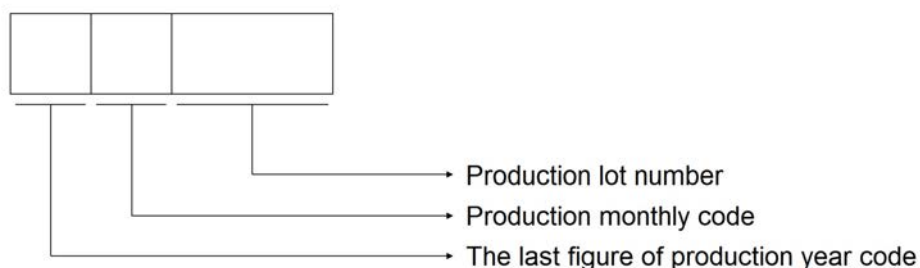 Production lot number
Production monthly code
The last figure of production year code